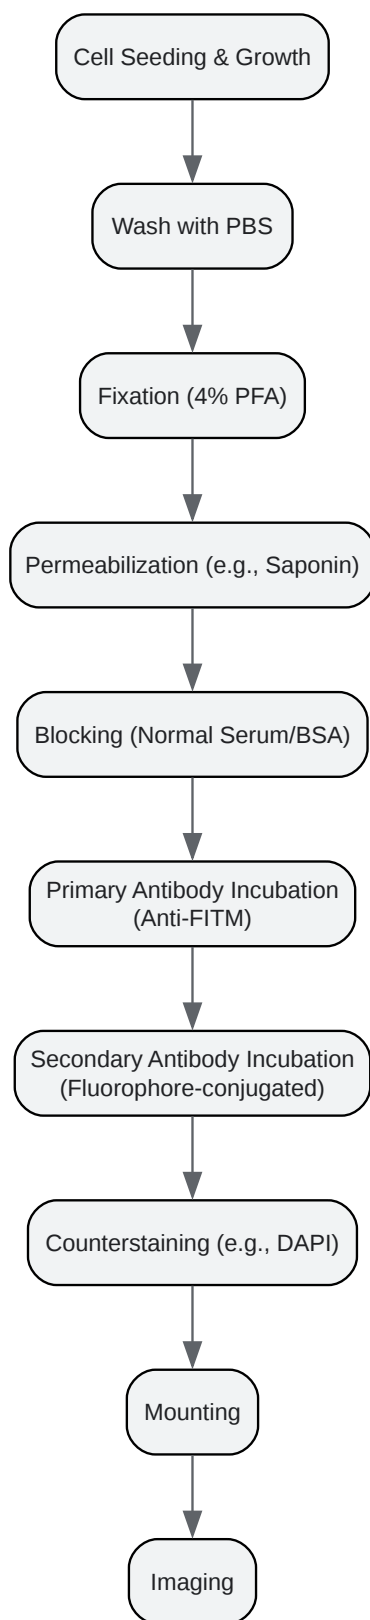 Cell Seeding & Growth
Wash with PBS
Fixation (4% PFA)
Permeabilization (e.g., Saponin)
Blocking (Normal Serum/BSA)
Primary Antibody Incubation
(Anti-FITM)
Secondary Antibody Incubation
(Fluorophore-conjugated)
Counterstaining (e.g., DAPI)
Mounting
Imaging